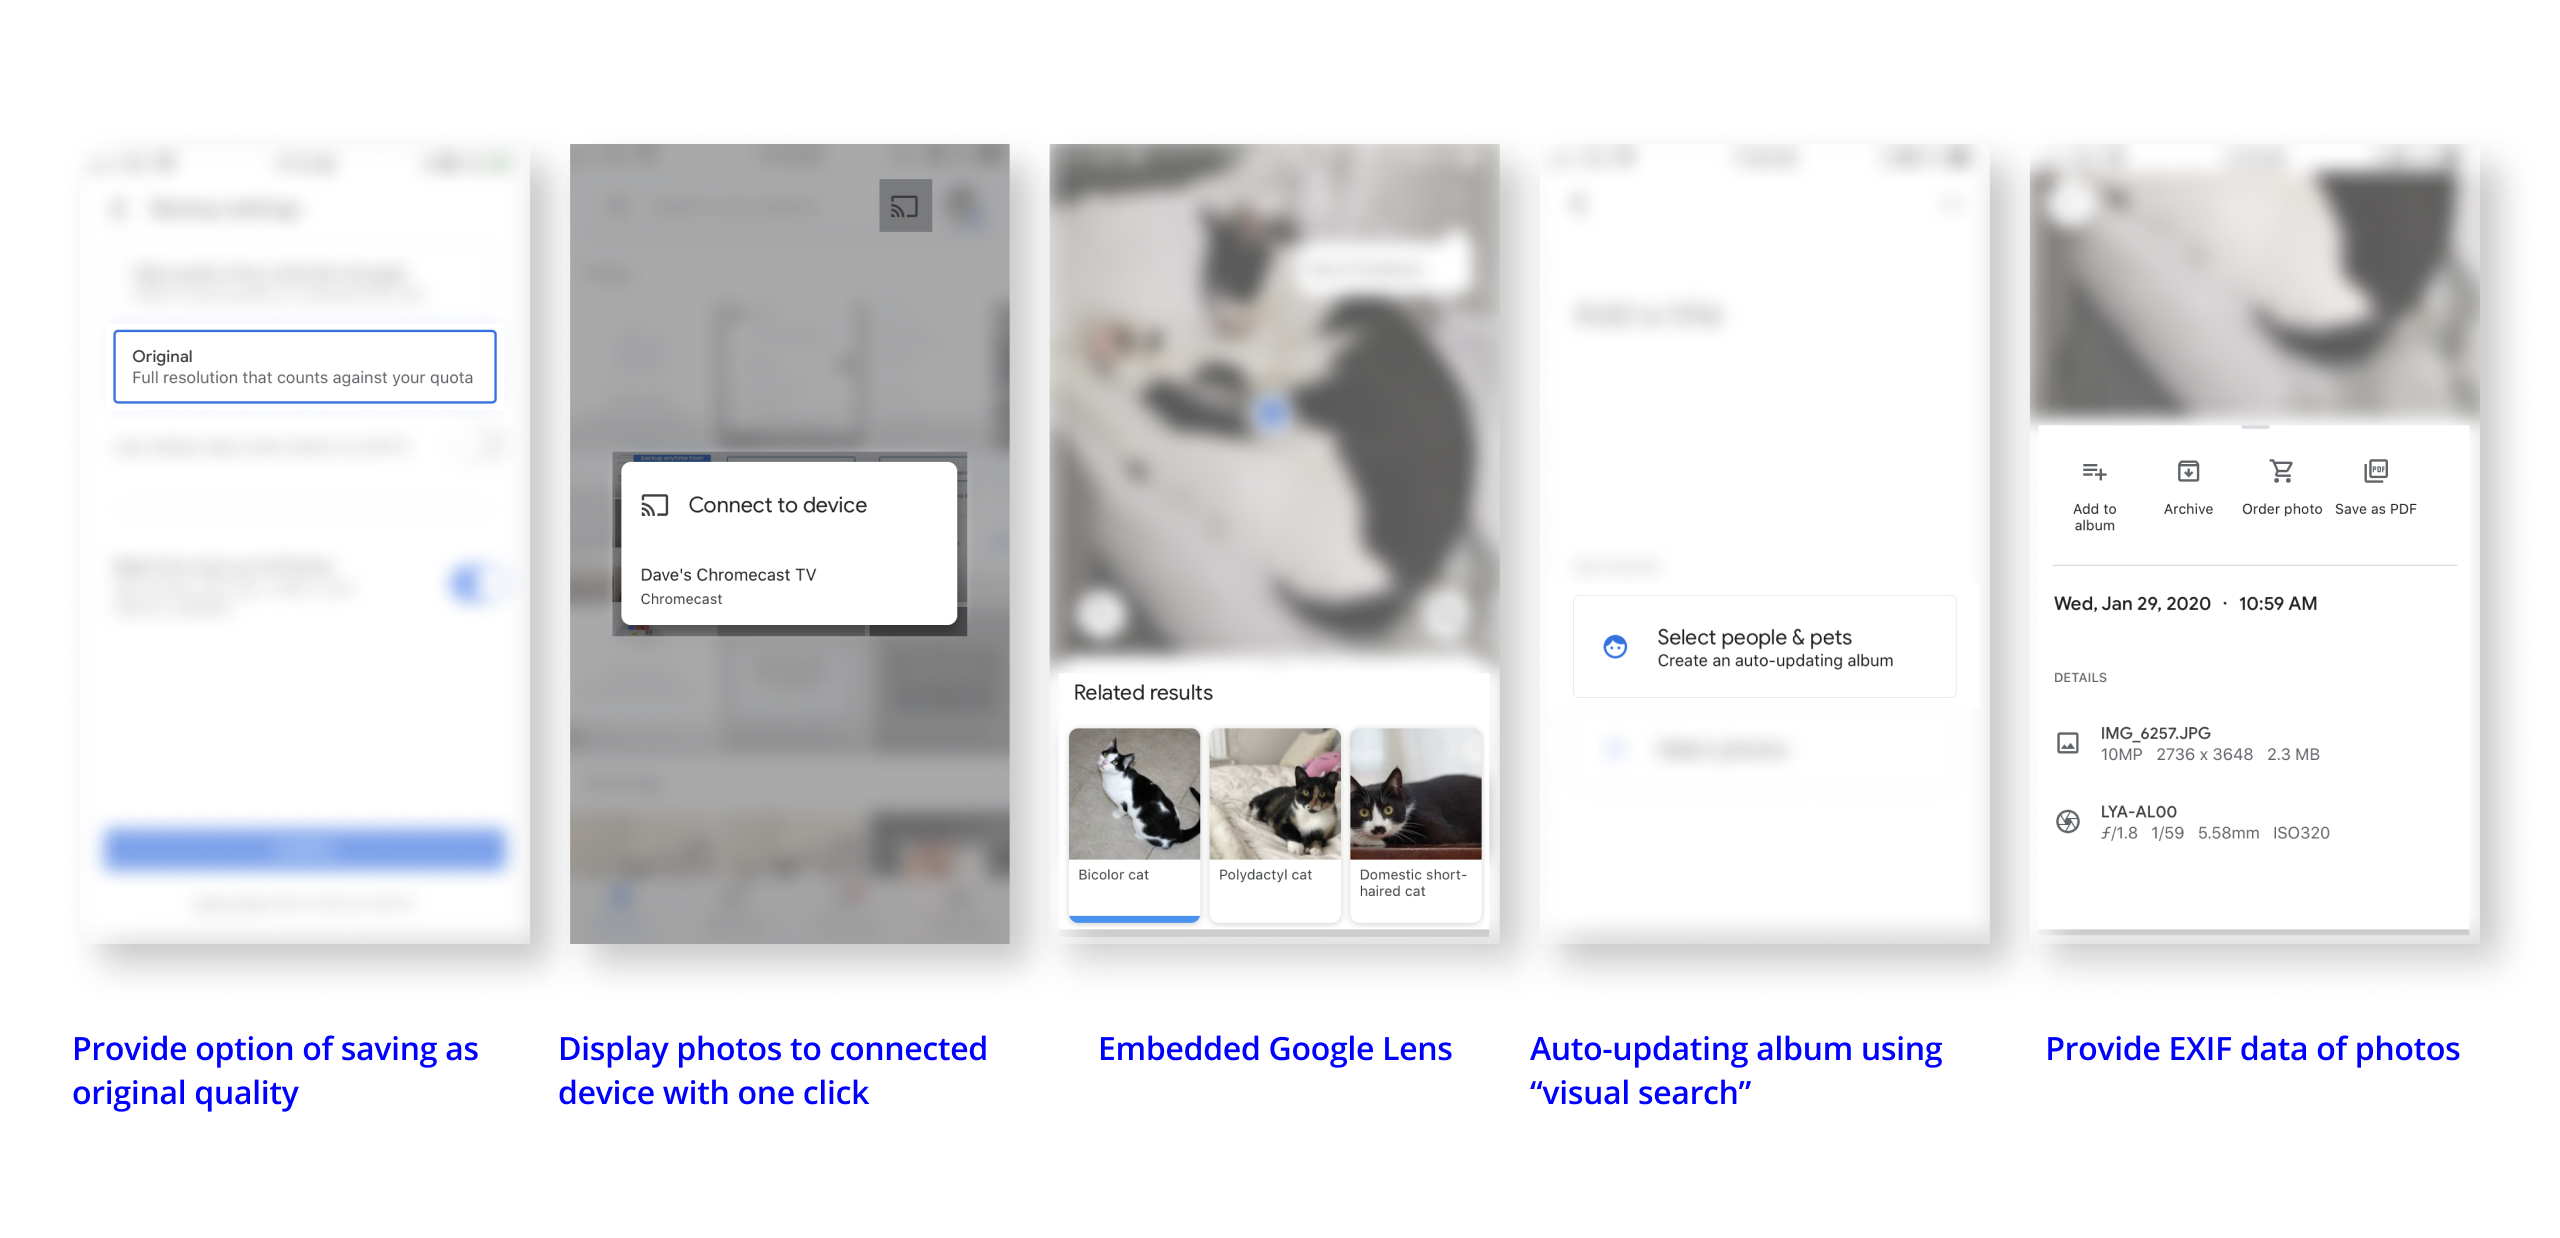 Original
Full resolution that counts against your quota
Connect to device
Dave's Chromecast TV
Chromecast
Related results
Bicolor cat
Polydactyl cat
Domestic short-
haired cat
Select people & pets
Create an auto-updating album
Add to
album
Archive
Order photo
Save as PDF
PDF
Wed, Jan 29, 2020 · 10:59 AM
DETAILS
IMG_6257.JPG
10MP 2736 x 3648 2.3 MB
LYA-AL00
ƒ/1.8 1/59 5.58mm ISO320
Provide option of saving as
original quality
Display photos to connected
device with one click
Embedded Google Lens
Auto-updating album using
“visual search”
Provide EXIF data of photos